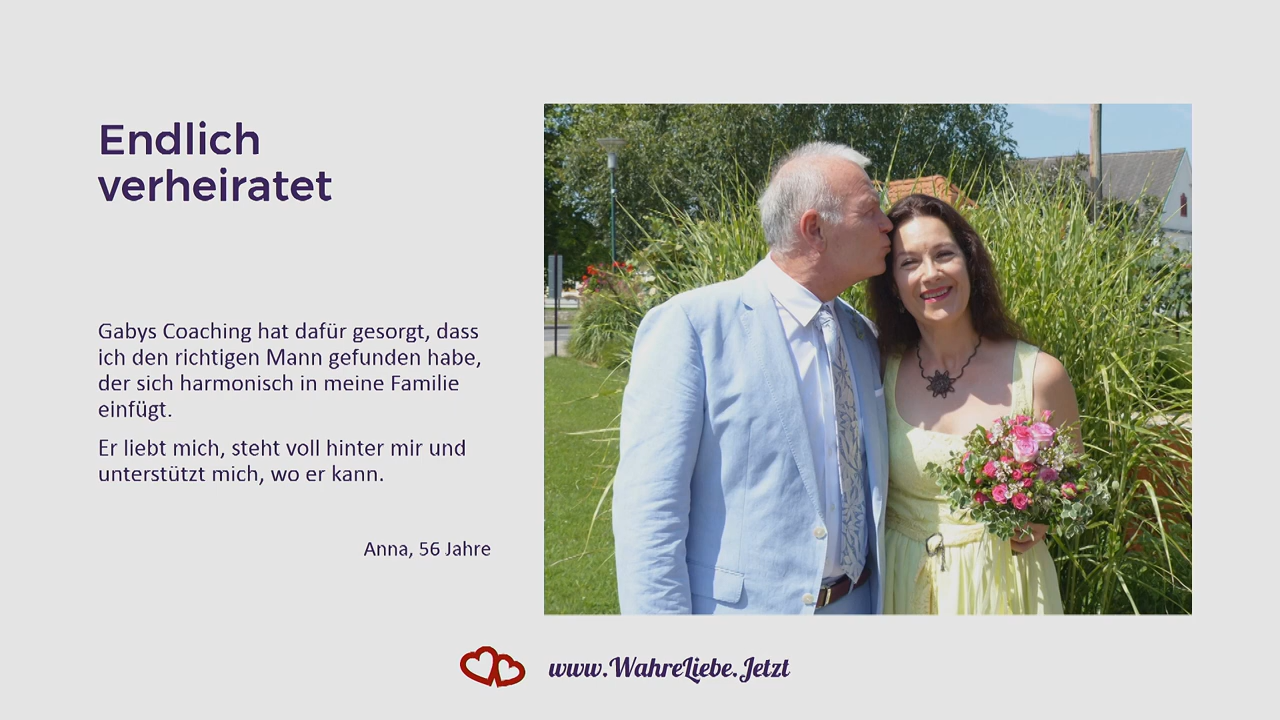 Endlich
verheiratet
Gabys Coaching hat dafür gesorgt, dass
ich den richtigen Mann gefunden habe,
der sich harmonisch in meine Familie
einfügt.
Er liebt mich, steht voll hinter mir und
unterstützt mich, wo er kann.
Anna, 56 Jahre
www.WahreLiebe.Jetzt